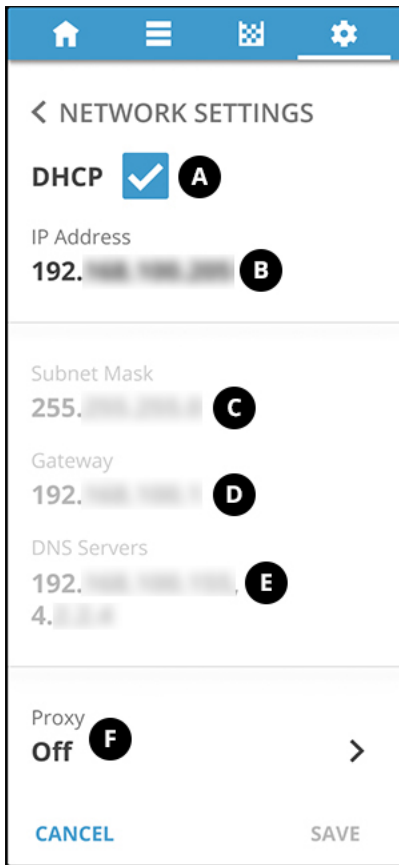 NETWORK SETTINGS
DHCP A
IP Address
192. B
Subnet Mask
255. C
Gateway
192. D
DNS Servers
192. , E
4.
Proxy
Off F
CANCEL SAVE